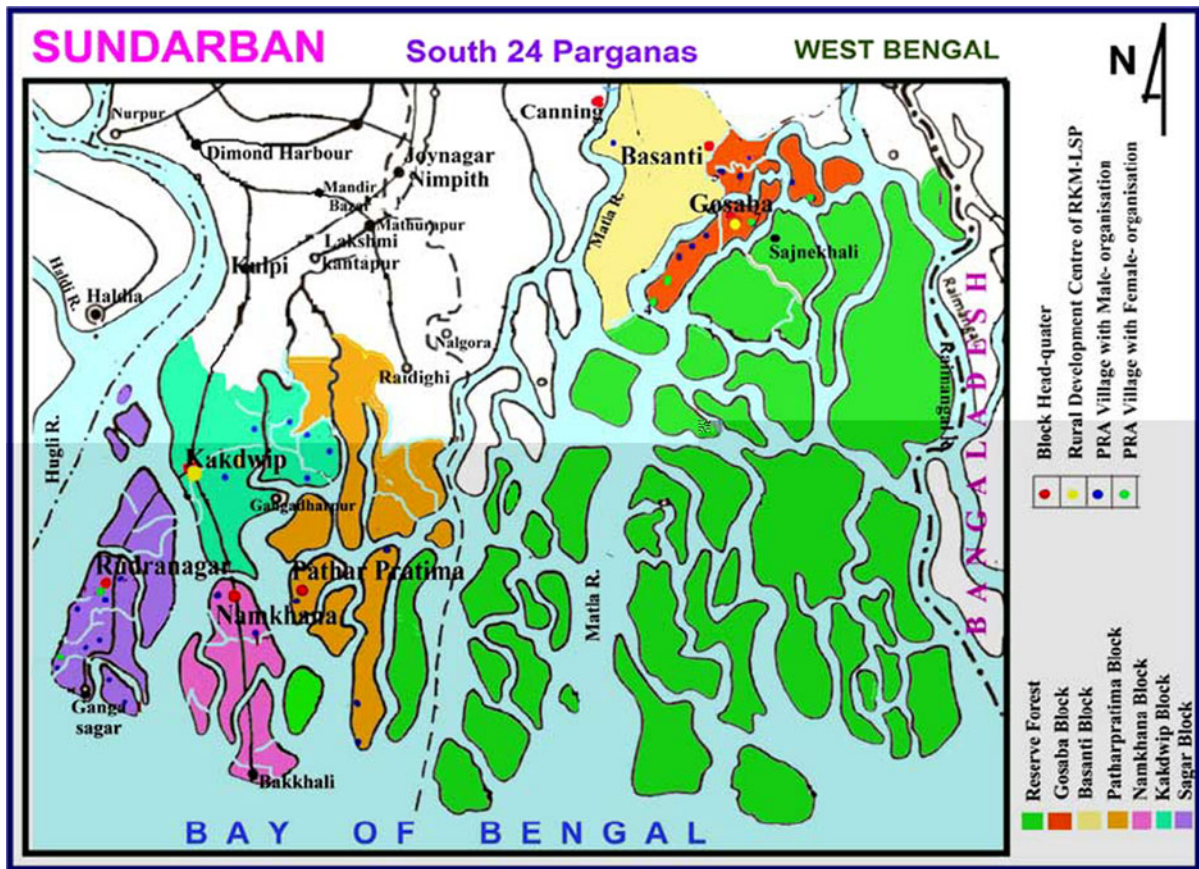 SUNDARBAN
South 24 Parganas
WEST BENGAL
N
Nurpur
Dimond Harbour
Joynagar
Nimpith
Mandir
Bazar
Mathurapur
Lakshmi
kantapur
Kulpi
Haldi R.
Haldia
Nalgora
Raidighi
Canning
Basanti
Matla R.
Gosaba
Sajnekhali
Raimangal
Raimangal R.
BANGALADESH
Hugli R.
Kakdwip
Gangadharpur
Rudranagar
Pathar Pratima
Namkhana
Matla R.
Ganga
sagar
Bakkhali
BAY OF BENGAL
Block Head-quater
Rural Development Centre of RKM-LSP
PRA Village with Male- organisation
PRA Village with Female- organisation
Reserve Forest
Gosaba Block
Basanti Block
Patharpratima Block
Namkhana Block
Kakdwip Block
Sagar Block